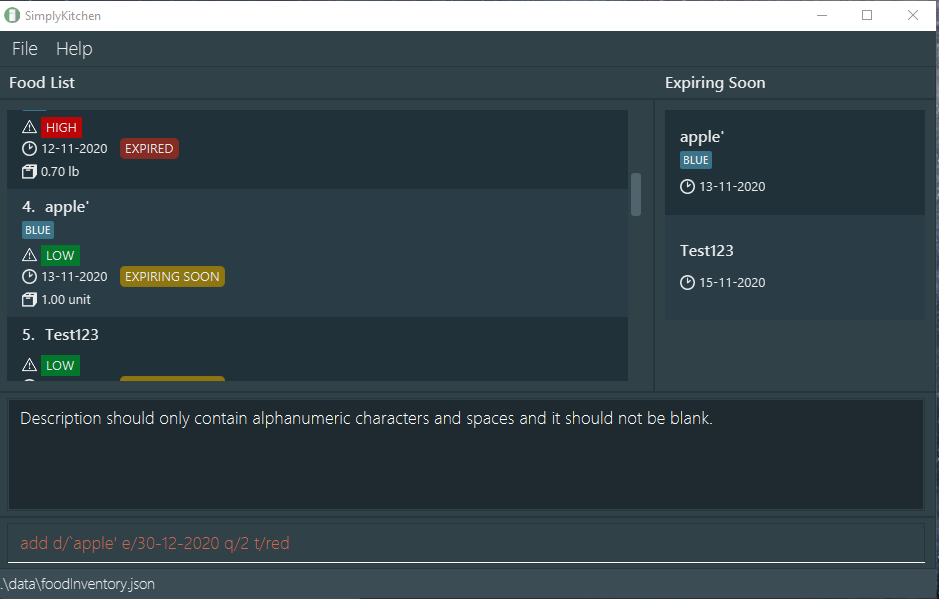 SimplyKitchen
File Help
Food List
HIGH
12-11-2020 EXPIRED
0.70 lb
4. apple'
BLUE
LOW
13-11-2020 EXPIRING SOON
1.00 unit
5. Test123
LOW
Expiring Soon
apple'
BLUE
13-11-2020
Test123
15-11-2020
Description should only contain alphanumeric characters and spaces and it should not be blank.
add d/`apple' e/30-12-2020 q/2 t/red
.\data\foodInventory.json